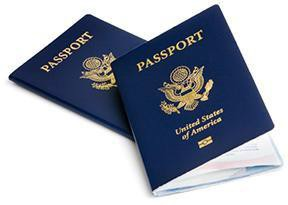 PASSPORT
PASSPORT
United States
of America